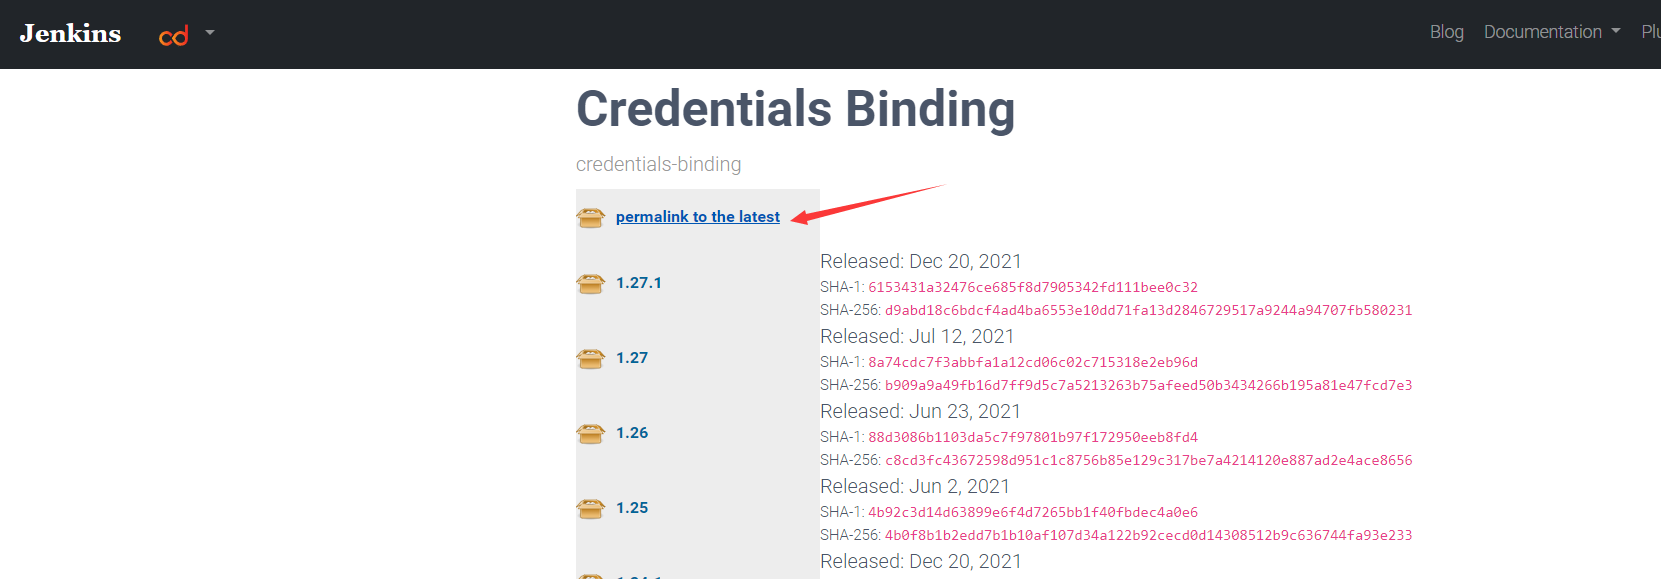 Jenkins
Blog Documentation
Credentials Binding
credentials-binding
permalink to the latest
1.27.1
Released: Dec 20, 2021
SHA-1: 6153431a32476ce685f8d7905342fd111bee0c32
SHA-256: d9abd18c6bdcf4ad4ba6553e10dd71fa13d2846729517a9244a94707fb580231
1.27
Released: Jul 12, 2021
SHA-1: 8a74cdc7f3abbfa1a12cd06c02c715318e2eb96d
SHA-256: b909a9a49fb16d7ff9d5c7a5213263b75afeed50b3434266b195a81e47fcd7e3
1.26
Released: Jun 23, 2021
SHA-1: 88d3086b1103da5c7f97801b97f172950eeb8fd4
SHA-256: c8cd3fc43672598d951c1c8756b85e129c317be7a4214120e887ad2e4ace8656
1.25
Released: Jun 2, 2021
SHA-1: 4b92c3d14d63899e6f4d7265bb1f40fbdec4a0e6
SHA-256: 4b0f8b1b2edd7b1b10af107d34a122b92cecd0d14308512b9c636744fa93e233
Released: Dec 20, 2021